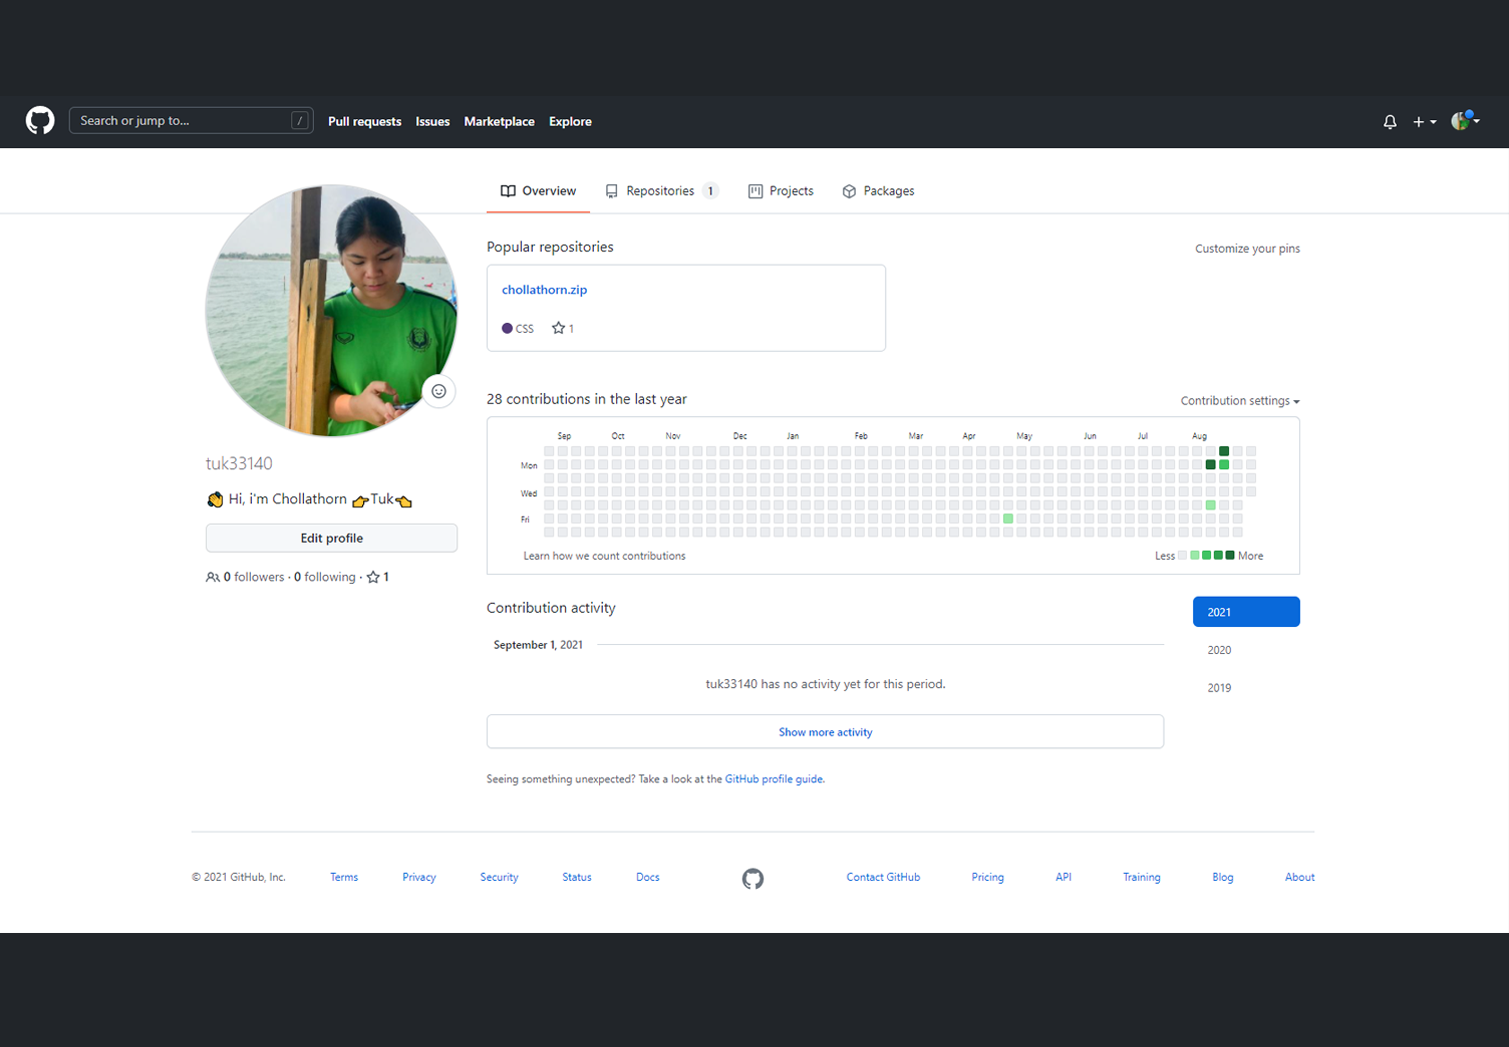 Search or jump to... /
Pull requests Issues Marketplace Explore
Overview Repositories 1 Projects Packages
tuk33140
👋 Hi, i'm Chollathorn 👉Tuk👈
Edit profile
0 followers · 0 following · 1
Popular repositories
Customize your pins
chollathorn.zip
CSS 1
28 contributions in the last year
Contribution settings
Sep Oct Nov Dec Jan Feb Mar Apr May Jun Jul Aug
Mon
Wed
Fri
Learn how we count contributions
Less More
Contribution activity
2021
2020
2019
September 1, 2021
tuk33140 has no activity yet for this period.
Show more activity
Seeing something unexpected? Take a look at the GitHub profile guide.
© 2021 GitHub, Inc. Terms Privacy Security Status Docs Contact GitHub Pricing API Training Blog About